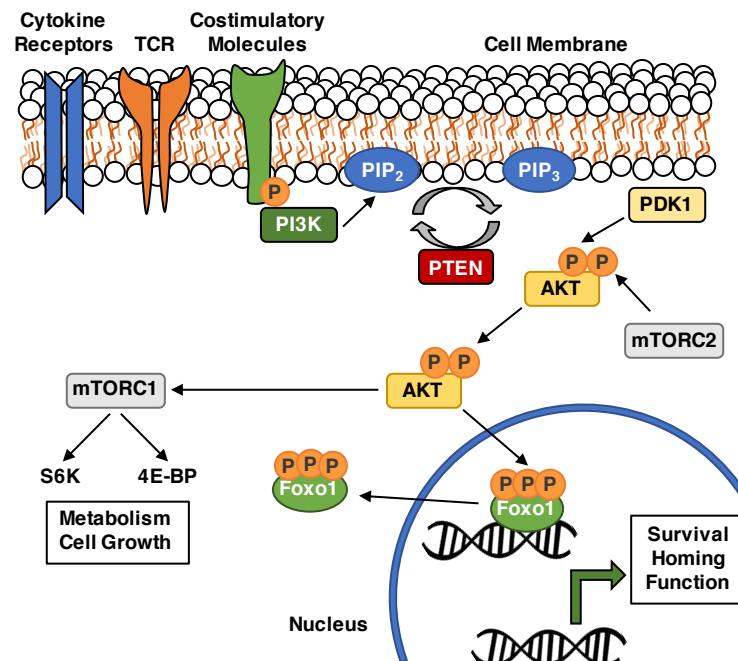 Cytokine
Receptors
TCR
Costimulatory
Molecules
Cell Membrane
PIP2
PIP3
P
PI3K
PTEN
PDK1
P P
AKT
mTORC2
P P
AKT
mTORC1
S6K
4E-BP
Metabolism
Cell Growth
P P P
Foxo1
P P P
Foxo1
Survival
Homing
Function
Nucleus